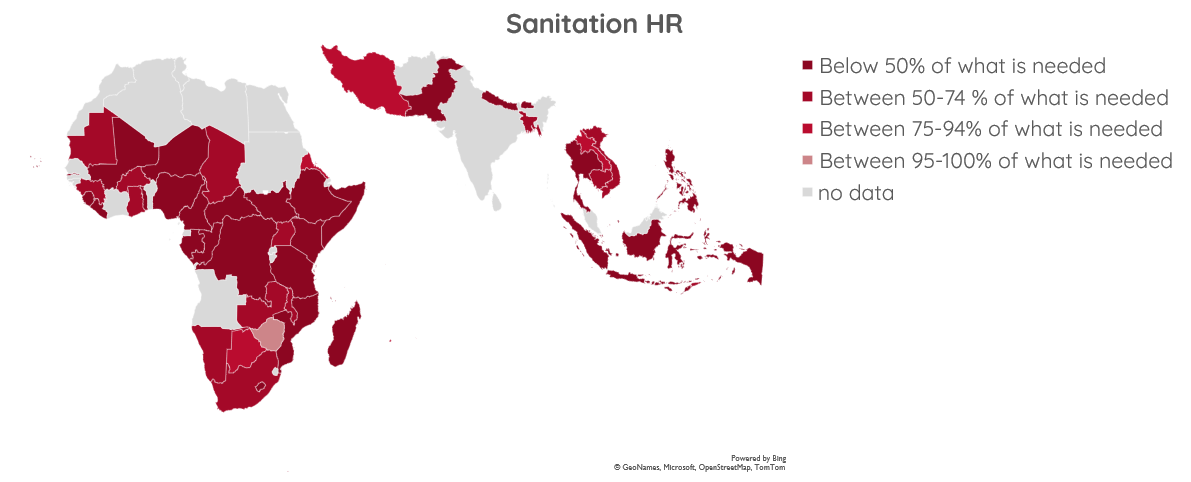 Sanitation HR
Below 50% of what is needed
Between 50-74 % of what is needed
Between 75-94% of what is needed
Between 95-100% of what is needed
no data
Powered by Bing
© GeoNames, Microsoft, OpenStreetMap, TomTom